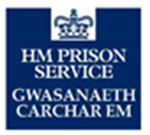 HM PRISON
SERVICE
GWASANAETH
CARCHAR EM